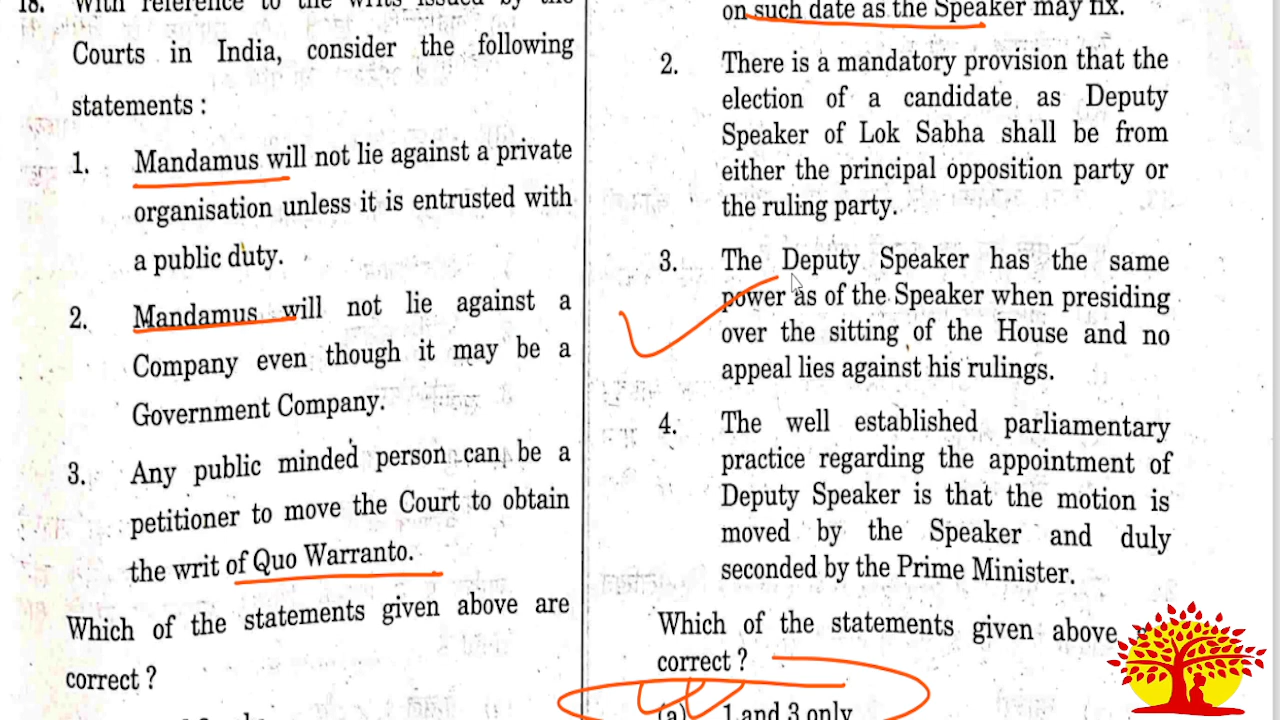 18. With reference to the writs issued by the
Courts in India, consider the following
statements :
1. Mandamus will not lie against a private
organisation unless it is entrusted with
a public duty.
2. Mandamus will not lie against a
Company even though it may be a
Government Company.
3. Any public minded person can be a
petitioner to move the Court to obtain
the writ of Quo Warranto.
Which of the statements given above are
correct ?
on such date as the Speaker may fix.
2. There is a mandatory provision that the
election of a candidate as Deputy
Speaker of Lok Sabha shall be from
either the principal opposition party or
the ruling party.
3. The Deputy Speaker has the same
power as of the Speaker when presiding
over the sitting of the House and no
appeal lies against his rulings.
4. The well established parliamentary
practice regarding the appointment of
Deputy Speaker is that the motion is
moved by the Speaker and duly
seconded by the Prime Minister.
Which of the statements given above
correct ?
(a) 1 and 3 only